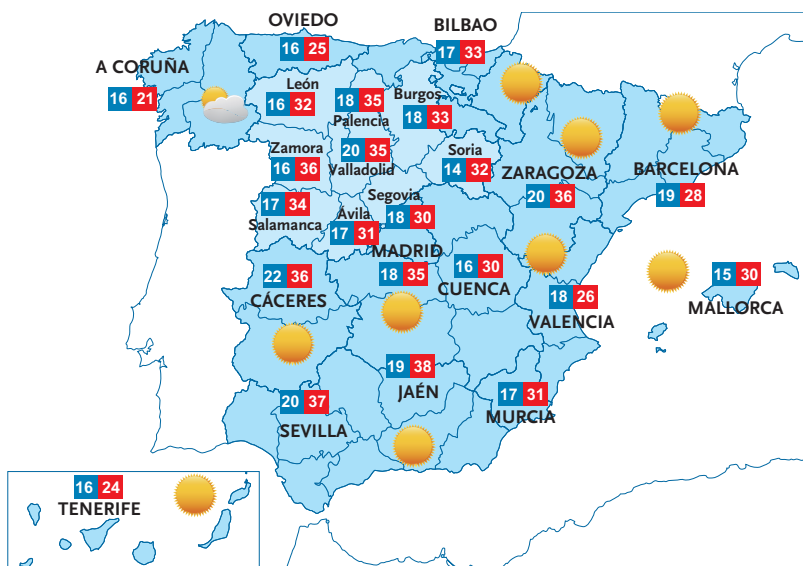 OVIEDO
16 25
BILBAO
17 33
A CORUÑA
16 21
León
16 32
18 35
Palencia
Burgos
18 33
Zamora
16 36
20 35
Valladolid
Soria
14 32
ZARAGOZA
20 36
BARCELONA
19 28
17 34
Salamanca
Ávila
17 31
Segovia
18 30
MADRID
18 35
16 30
CUENCA
22 36
CÁCERES
18 26
VALENCIA
15 30
MALLORCA
19 38
JAÉN
20 37
SEVILLA
17 31
MURCIA
16 24
TENERIFE